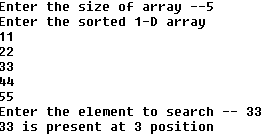 Enter the size of array --5
Enter the sorted 1-D array
11
22
33
44
55
Enter the element to search -- 33
33 is present at 3 position